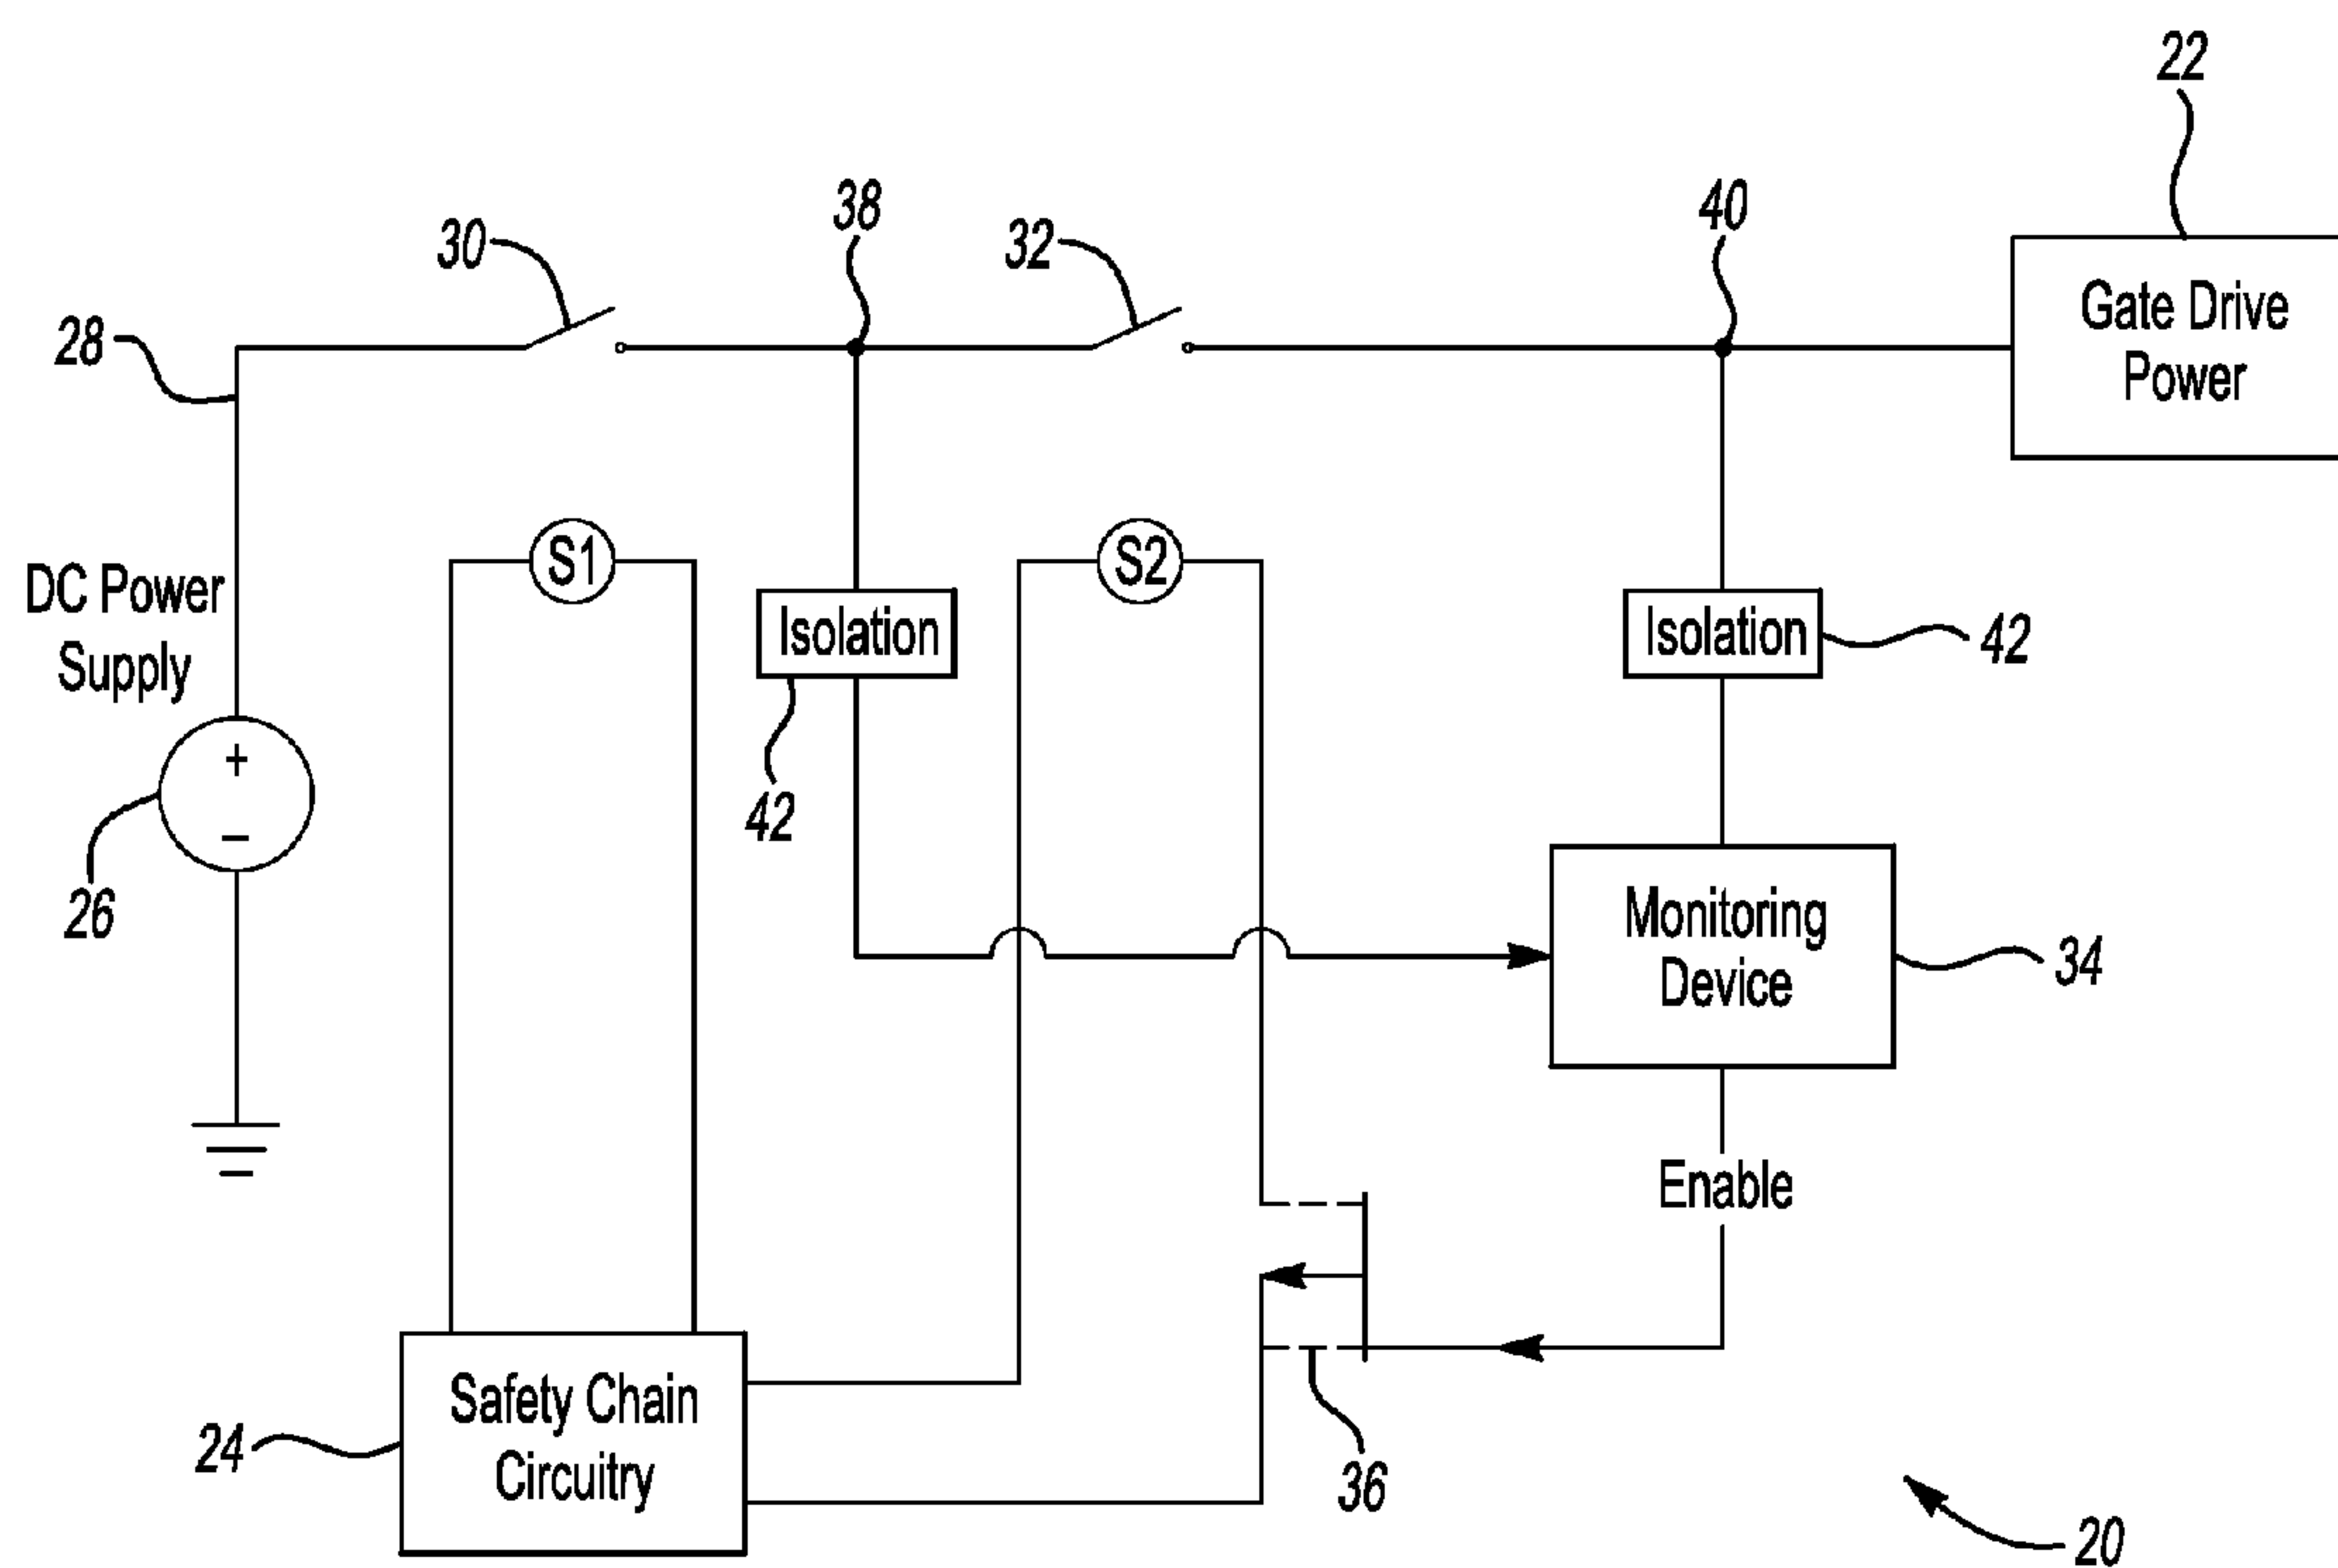 22
38
40
30
32
28
Gate Drive
Power
S1
S2
DC Power
Supply
Isolation
Isolation
42
42
+
−
26
Monitoring
Device
34
Enable
Safety Chain
Circuitry
24
36
20